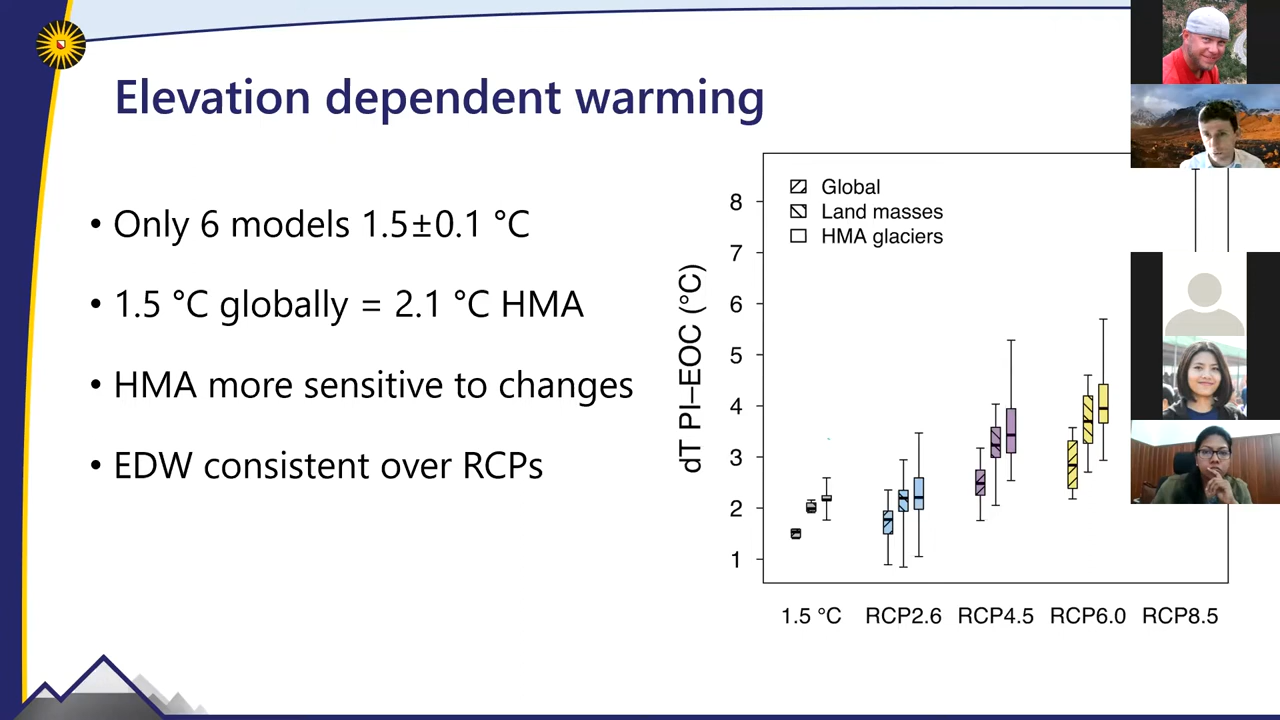 Elevation dependent warming
• Only 6 models 1.5±0.1 °C
• 1.5 °C globally = 2.1 °C HMA
• HMA more sensitive to changes
• EDW consistent over RCPs
Global
Land masses
HMA glaciers
dT PI–EOC (°C)
8
7
6
5
4
3
2
1
1.5 °C RCP2.6 RCP4.5 RCP6.0 RCP8.5